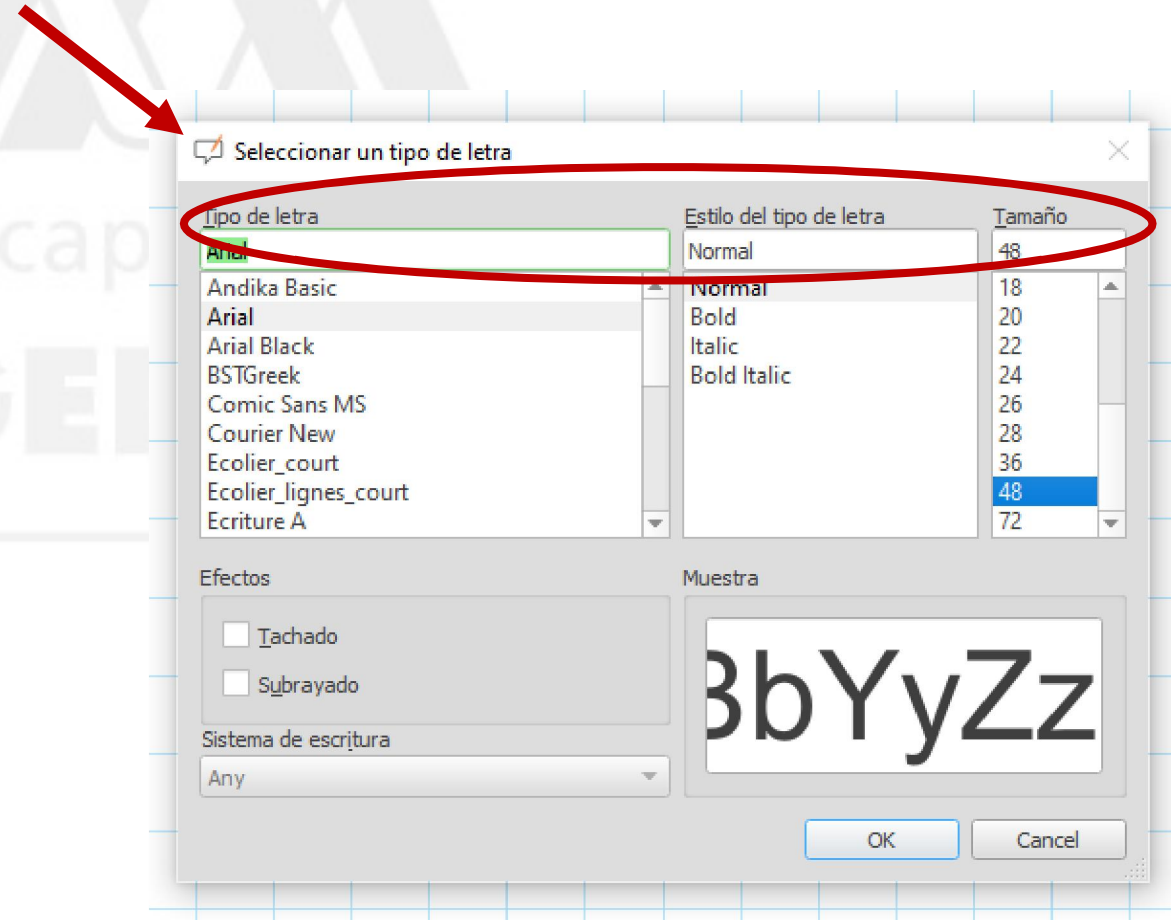 Seleccionar un tipo de letra
Tipo de letra Estilo del tipo de letra Tamaño
Arial Normal 48
Andika Basic Normal 18
Arial Bold 20
Arial Black Italic 22
BSTGreek Bold Italic 24
Comic Sans MS 26
Courier New 28
Ecolier_court 36
Ecolier_lignes_court 48
Ecriture A 72
Efectos Muestra
Tachado
Subrayado
BbYyZz
Sistema de escritura
Any
OK Cancel
cap